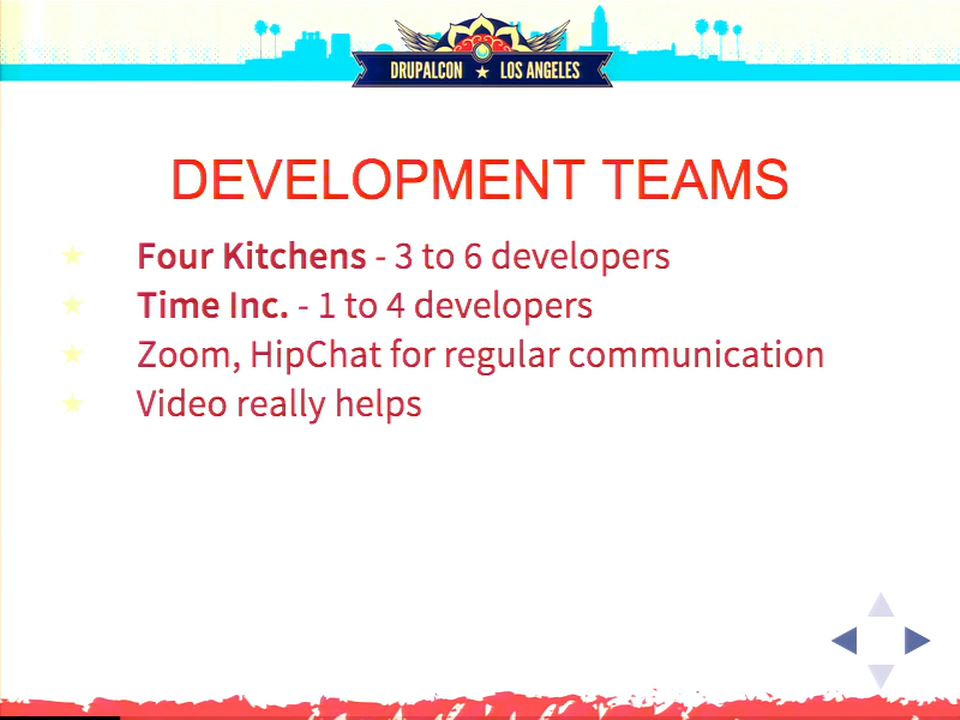 DRUPALCON ★ LOS ANGELES
DEVELOPMENT TEAMS
★ Four Kitchens - 3 to 6 developers
★ Time Inc. - 1 to 4 developers
★ Zoom, HipChat for regular communication
★ Video really helps